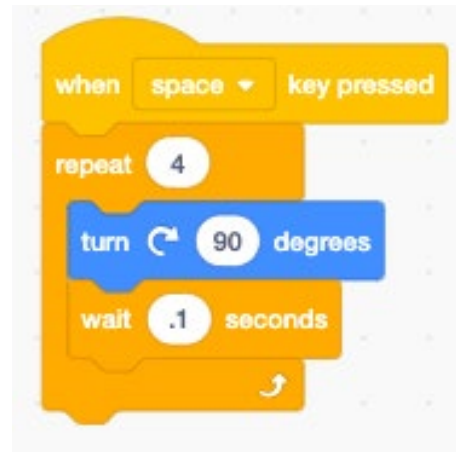 when space key pressed
repeat 4
turn 90 degrees
wait .1 seconds